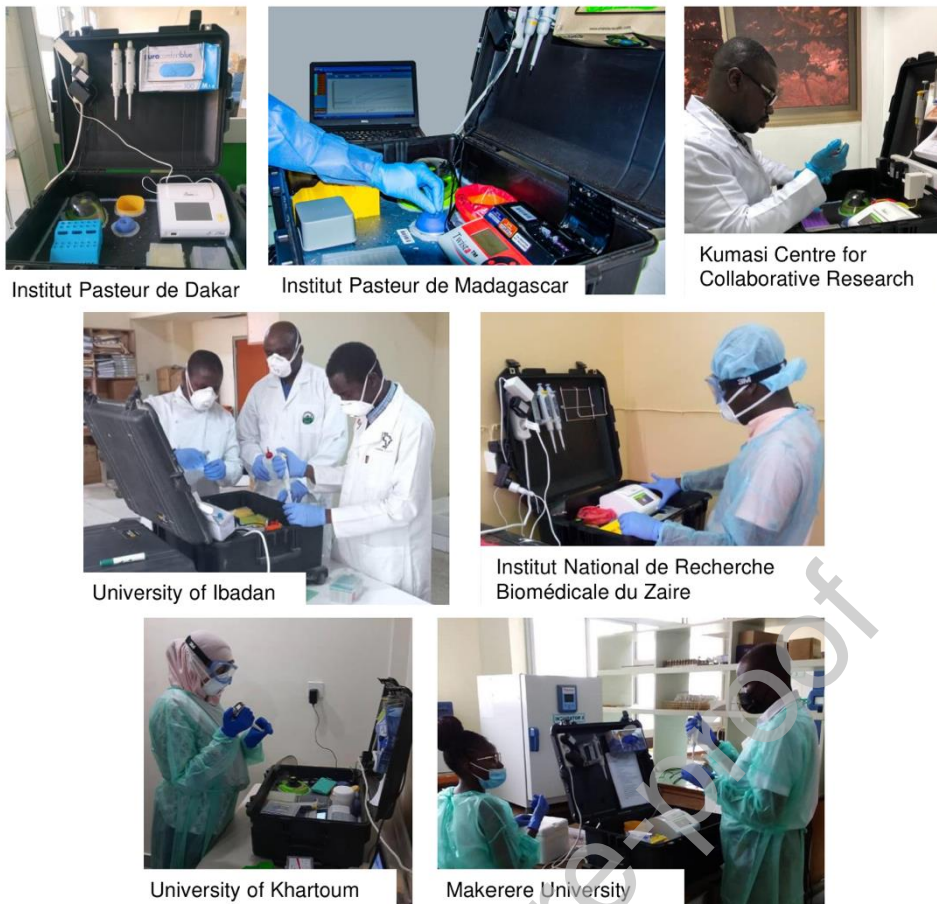 Institut Pasteur de Dakar
Institut Pasteur de Madagascar
Kumasi Centre for
Collaborative Research
University of Ibadan
Institut National de Recherche
Biomédicale du Zaire
University of Khartoum
Makerere University
3M